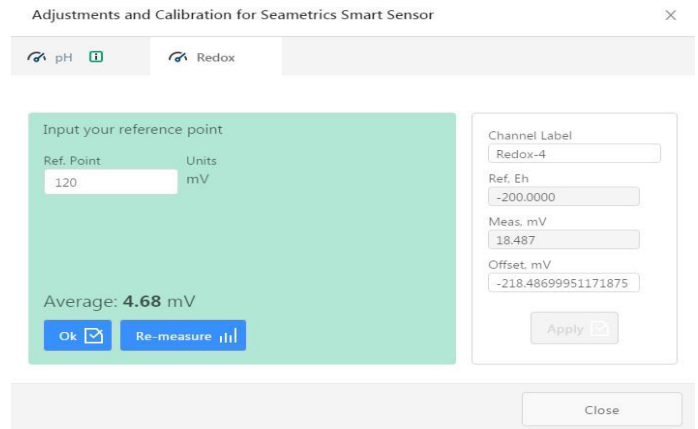 Adjustments and Calibration for Seametrics Smart Sensor
pH
Redox
Input your reference point
Ref. Point Units
120 mV
Average: 4.68 mV
Ok Re-measure
Channel Label
Redox-4
Ref, Eh
-200.0000
Meas, mV
18.487
Offset, mV
-218.48699951171875
Apply
Close